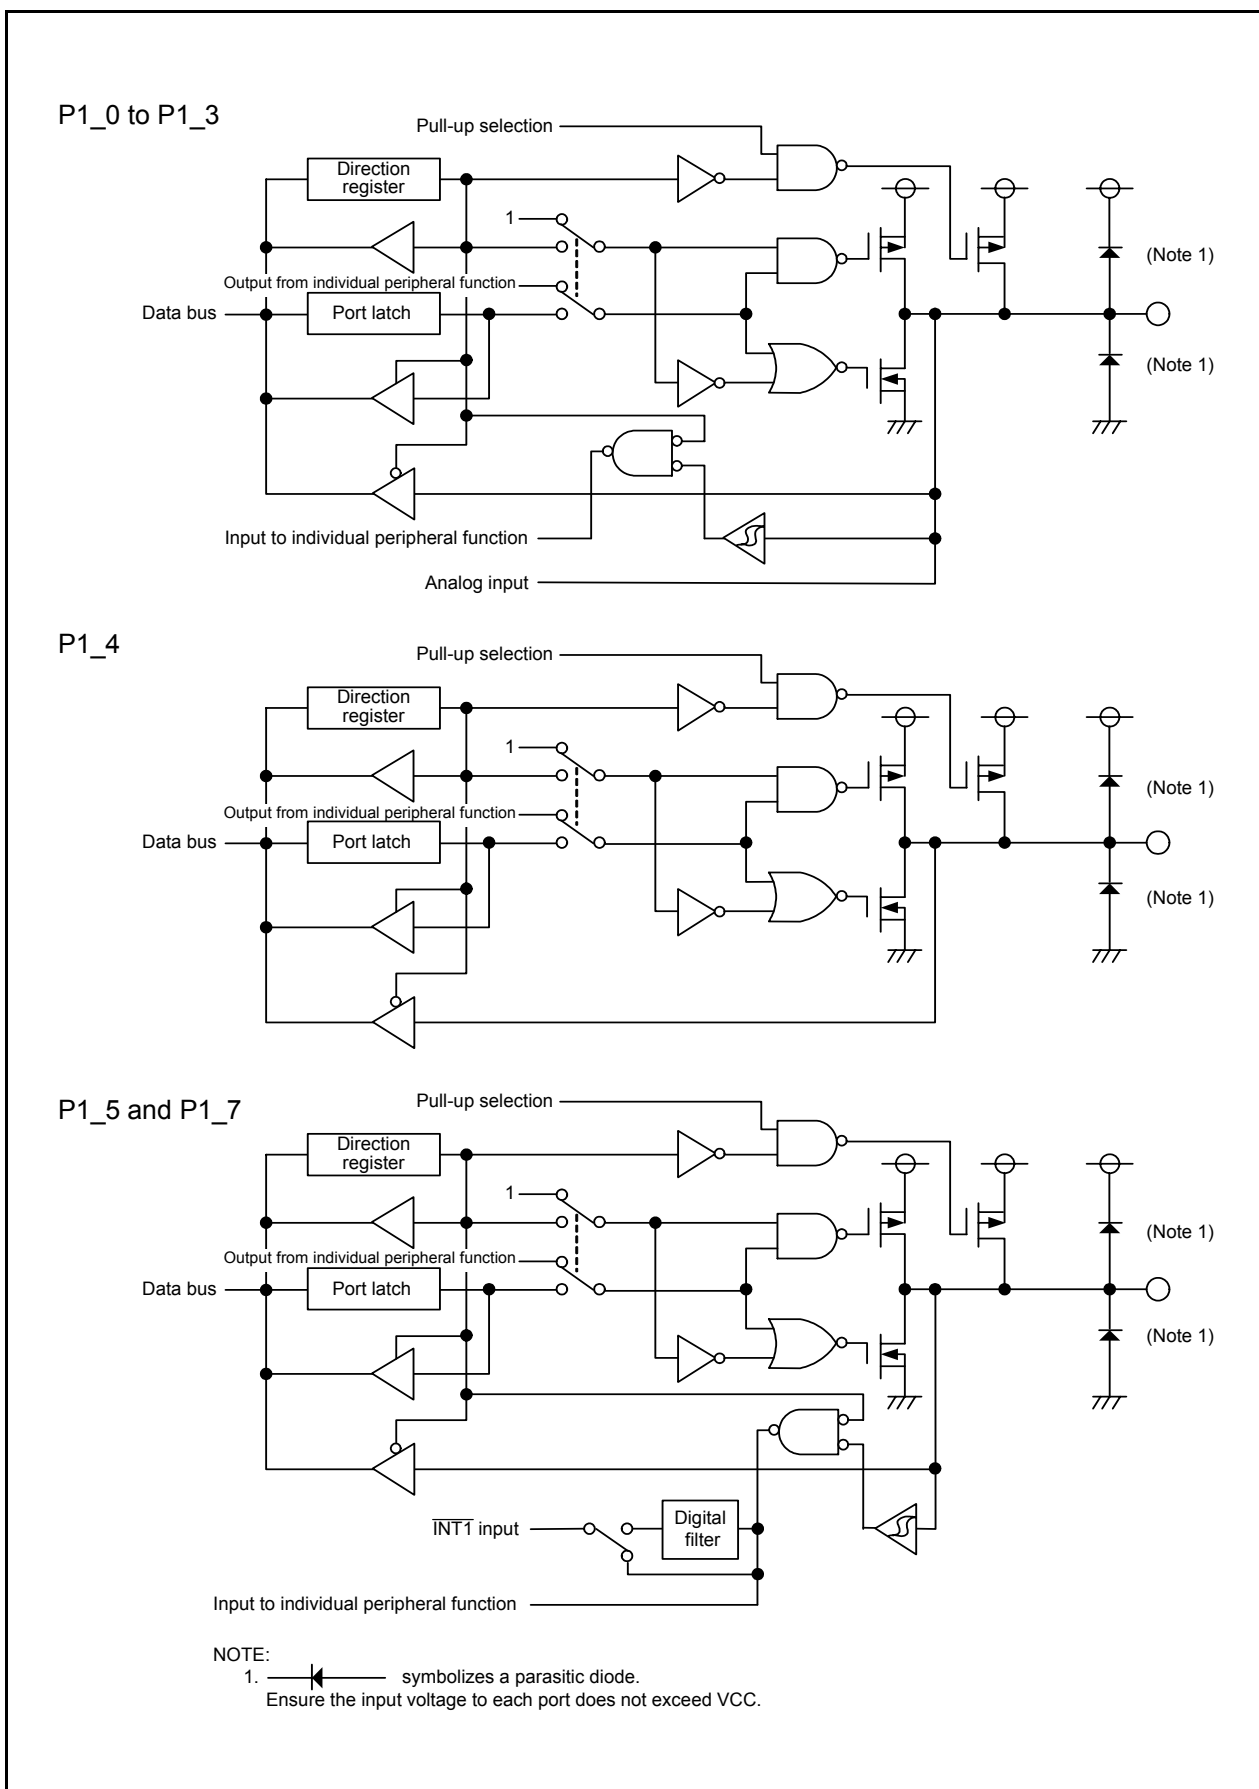 P1_0 to P1_3
Pull-up selection
Direction
register
1
Output from individual peripheral function
Data bus
Port latch
(Note 1)
(Note 1)
Input to individual peripheral function
Analog input
P1_4
Pull-up selection
Direction
register
1
Output from individual peripheral function
Data bus
Port latch
(Note 1)
(Note 1)
P1_5 and P1_7
Pull-up selection
Direction
register
1
Output from individual peripheral function
Data bus
Port latch
(Note 1)
(Note 1)
INT1 input
Digital
filter
Input to individual peripheral function
NOTE:
1. symbolizes a parasitic diode.
Ensure the input voltage to each port does not exceed VCC.